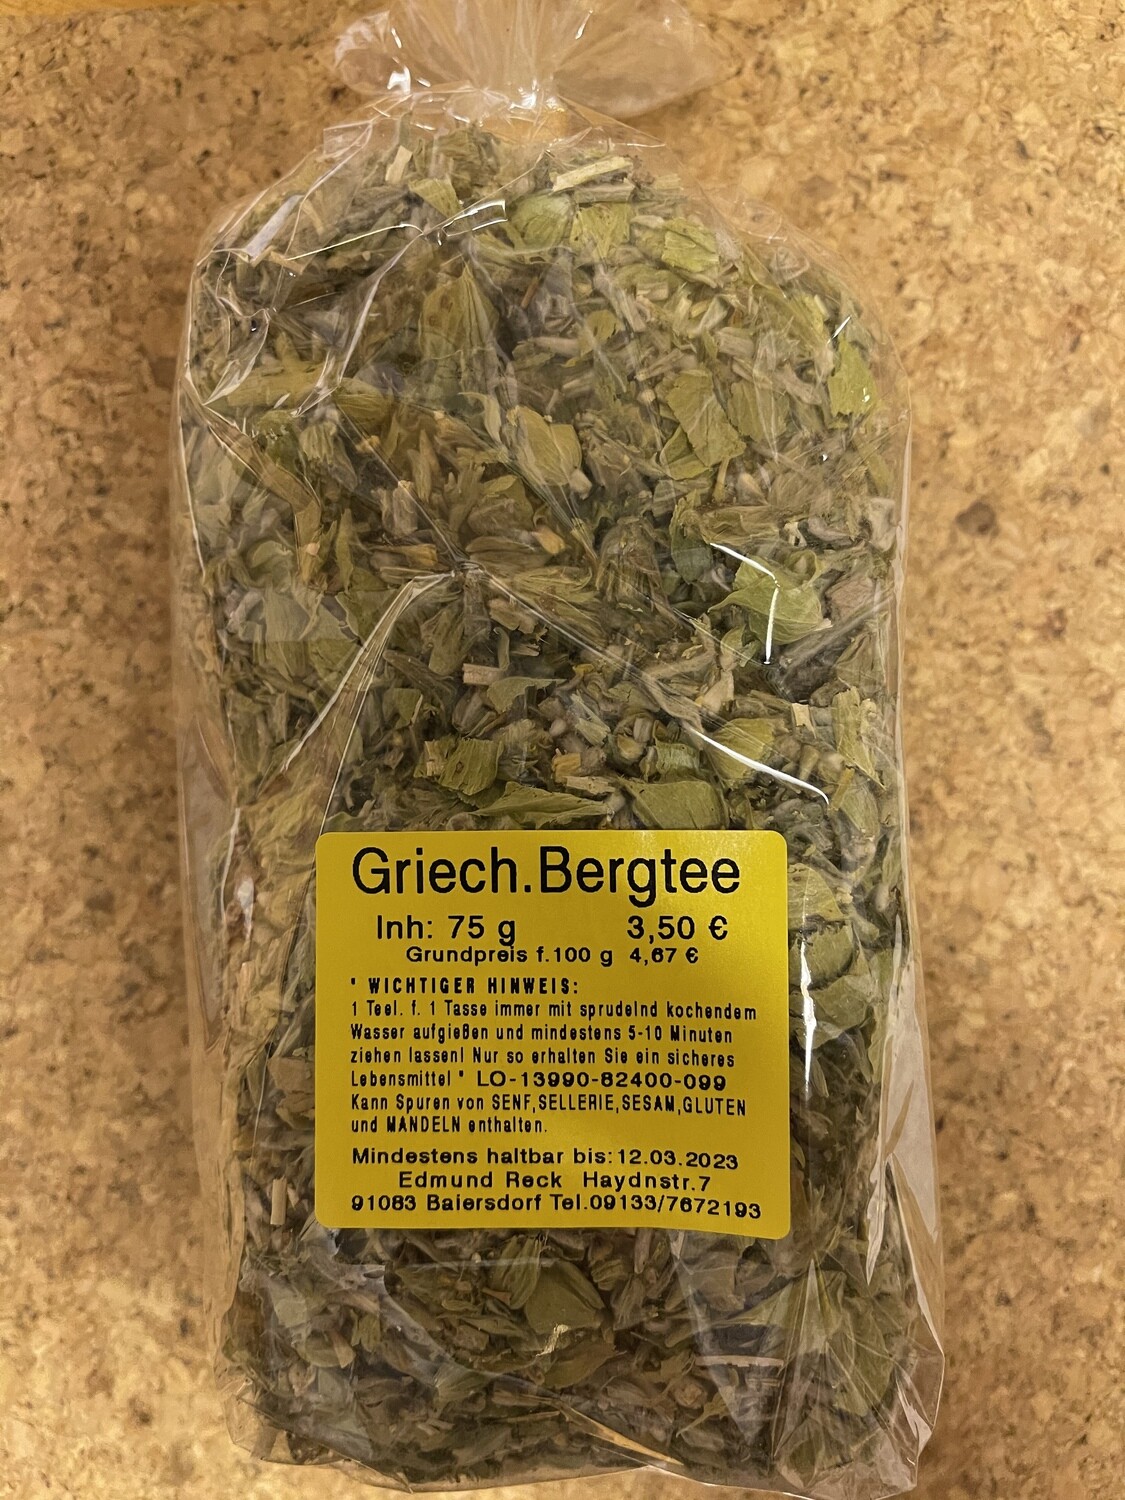 Griech.Bergtee
Inh: 75 g 3,50 €
Grundpreis f.100 g 4,67 €
* WICHTIGER HINWEIS:
1 Teel. f. 1 Tasse immer mit sprudelnd kochendem
Wasser aufgießen und mindestens 5-10 Minuten
ziehen lassen! Nur so erhalten Sie ein sicheres
Lebensmittel * LO-13990-82400-099
Kann Spuren von SENF,SELLERIE,SESAM,GLUTEN
und MANDELN enthalten.
Mindestens haltbar bis:12.03.2023
Edmund Reck Haydnstr.7
91083 Baiersdorf Tel.09133/7672193